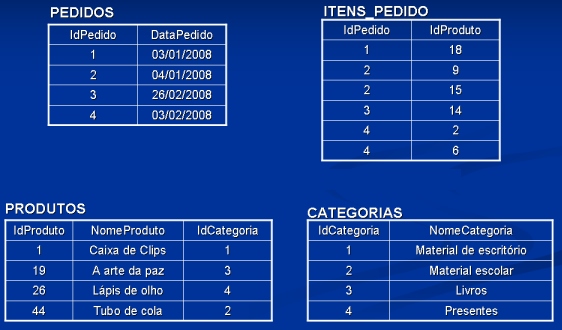 PEDIDOS
IdPedido DataPedido
1 03/01/2008
2 04/01/2008
3 26/02/2008
4 03/02/2008
ITENS_PEDIDO
IdPedido IdProduto
1 18
2 9
2 15
3 14
4 2
4 6
PRODUTOS
IdProduto NomeProduto IdCategoria
1 Caixa de Clips 1
19 A arte da paz 3
26 Lápis de olho 4
44 Tubo de cola 2
CATEGORIAS
IdCategoria NomeCategoria
1 Material de escritório
2 Material escolar
3 Livros
4 Presentes